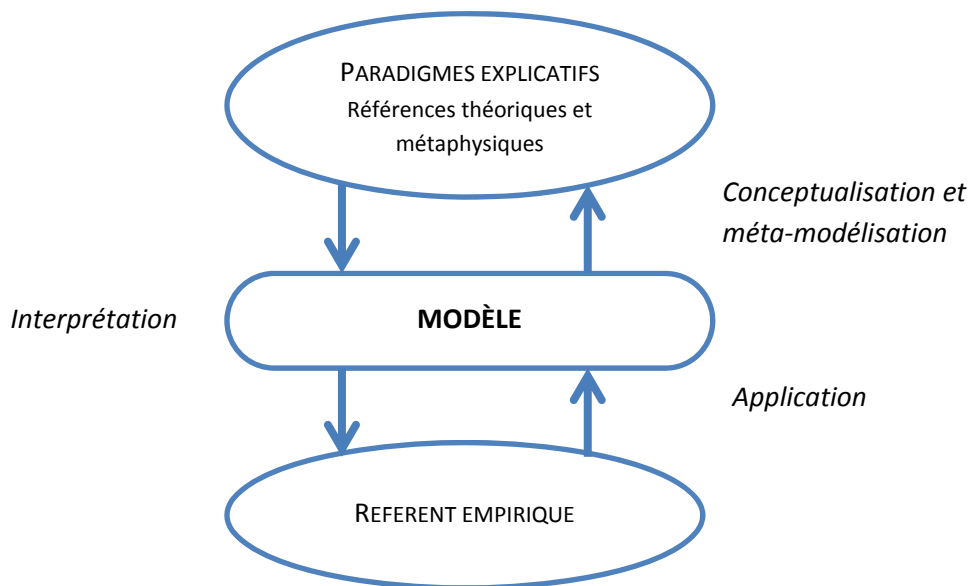 PARADIGMES EXPLICATIFS
Références théoriques et
métaphysiques
Conceptualisation et
méta-modélisation
Interprétation
MODÈLE
Application
REFERENT EMPIRIQUE